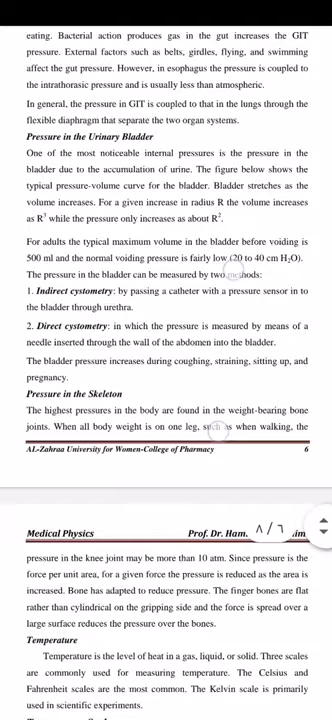 eating. Bacterial action produces gas in the gut increases the GIT
pressure. External factors such as belts, girdles, flying, and swimming
affect the gut pressure. However, in esophagus the pressure is coupled to
the intrathorasic pressure and is usually less than atmospheric.
In general, the pressure in GIT is coupled to that in the lungs through the
flexible diaphragm that separate the two organ systems.
Pressure in the Urinary Bladder
One of the most noticeable internal pressures is the pressure in the
bladder due to the accumulation of urine. The figure below shows the
typical pressure-volume curve for the bladder. Bladder stretches as the
volume increases. For a given increase in radius R the volume increases
as R³ while the pressure only increases as about R².
For adults the typical maximum volume in the bladder before voiding is
500 ml and the normal voiding pressure is fairly low (20 to 40 cm H₂O).
The pressure in the bladder can be measured by two methods:
1. Indirect cystometry: by passing a catheter with a pressure sensor in to
the bladder through urethra.
2. Direct cystometry: in which the pressure is measured by means of a
needle inserted through the wall of the abdomen into the bladder.
The bladder pressure increases during coughing, straining, sitting up, and
pregnancy.
Pressure in the Skeleton
The highest pressures in the body are found in the weight-bearing bone
joints. When all body weight is on one leg, such as when walking, the
AL-Zahraa University for Women-College of Pharmacy 6
Medical Physics Prof. Dr. Ham. ٨/٦ .im
pressure in the knee joint may be more than 10 atm. Since pressure is the
force per unit area, for a given force the pressure is reduced as the area is
increased. Bone has adapted to reduce pressure. The finger bones are flat
rather than cylindrical on the gripping side and the force is spread over a
large surface reduces the pressure over the bones.
Temperature
Temperature is the level of heat in a gas, liquid, or solid. Three scales
are commonly used for measuring temperature. The Celsius and
Fahrenheit scales are the most common. The Kelvin scale is primarily
used in scientific experiments.